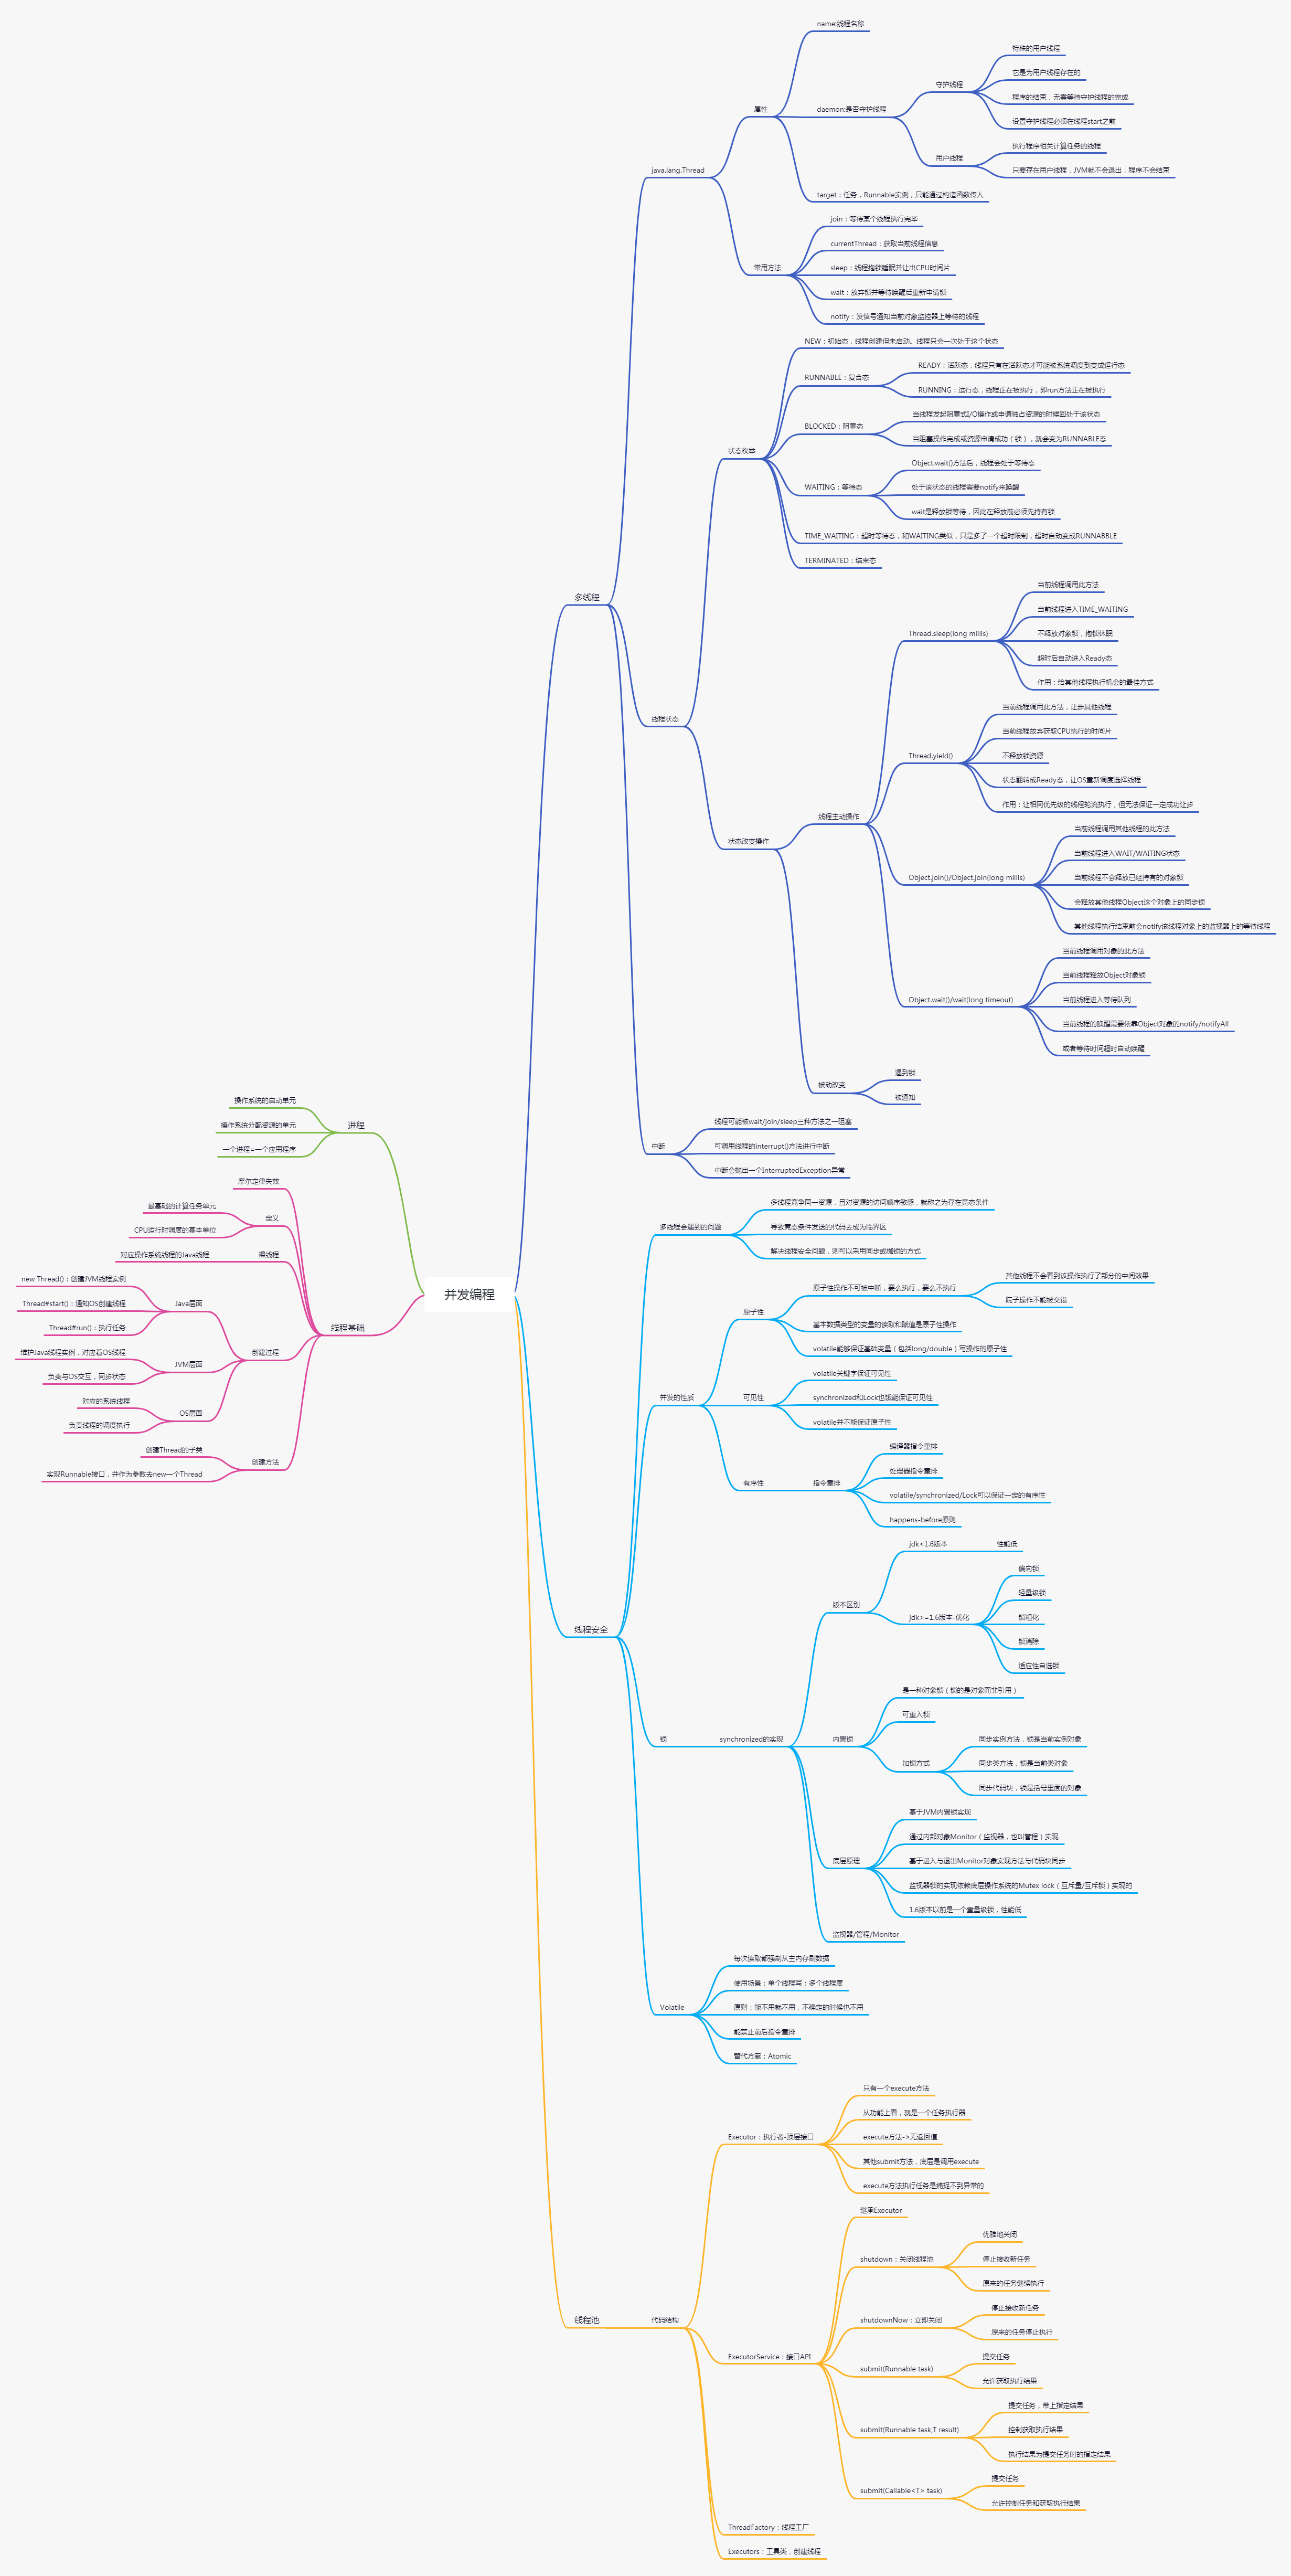 并发编程
进程
操作系统的启动单元
操作系统分配资源的单元
一个进程=一个应用程序
线程基础
摩尔定律失效
定义
最基础的计算任务单元
CPU运行时调度的基本单位
裸线程
对应操作系统线程的Java线程
创建过程
Java层面
new Thread()：创建JVM线程实例
Thread#start()：通知OS创建线程
Thread#run()：执行任务
JVM层面
维护Java线程实例，对应着OS线程
负责与OS交互，同步状态
OS层面
对应的系统线程
负责线程的调度执行
创建方法
创建Thread的子类
实现Runnable接口，并作为参数去new一个Thread
多线程
java.lang.Thread
属性
name:线程名称
daemon:是否守护线程
守护线程
特殊的用户线程
它是为用户线程存在的
程序的结束，无需等待守护线程的完成
设置守护线程必须在线程start之前
用户线程
执行程序相关计算任务的线程
只要存在用户线程，JVM就不会退出，程序不会结束
target：任务，Runnable实例，只能通过构造函数传入
常用方法
join：等待某个线程执行完毕
currentThread：获取当前线程信息
sleep：线程抱锁睡眠并让出CPU时间片
wait：放弃锁并等待唤醒后重新申请锁
notify：发信号通知当前对象监控器上等待的线程
线程状态
状态枚举
NEW：初始态，线程创建但未启动。线程只会一次处于这个状态
RUNNABLE：复合态
READY：活跃态，线程只有在活跃态才可能被系统调度到变成运行态
RUNNING：运行态，线程正在被执行，即run方法正在被执行
BLOCKED：阻塞态
当线程发起阻塞式I/O操作或申请独占资源的时候回处于该状态
当阻塞操作完成或资源申请成功（锁），就会变为RUNNABLE态
WAITING：等待态
Object.wait()方法后，线程会处于等待态
处于该状态的线程需要notify来唤醒
wait是释放锁等待，因此在释放前必须先持有锁
TIME_WAITING：超时等待态，和WAITING类似，只是多了一个超时限制，超时自动变成RUNNABBLE
TERMINATED：结束态
状态改变操作
线程主动操作
Thread.sleep(long millis)
当前线程调用此方法
当前线程进入TIME_WAITING
不释放对象锁，抱锁休眠
超时后自动进入Ready态
作用：给其他线程执行机会的最佳方式
Thread.yield()
当前线程调用此方法，让步其他线程
当前线程放弃获取CPU执行的时间片
不释放锁资源
状态翻转成Ready态，让OS重新调度选择线程
作用：让相同优先级的线程轮流执行，但无法保证一定成功让步
Object.join()/Object.join(long millis)
当前线程调用其他线程的此方法
当前线程进入WAIT/WAITING状态
当前线程不会释放已经持有的对象锁
会释放其他线程Object这个对象上的同步锁
其他线程执行结束前会notify该线程对象上的监视器上的等待线程
Object.wait()/wait(long timeout)
当前线程调用对象的此方法
当前线程释放Object对象锁
当前线程进入等待队列
当前线程的唤醒需要依靠Object对象的notify/notifyAll
或者等待时间超时自动唤醒
被动改变
遇到锁
被通知
中断
线程可能被wait/join/sleep三种方法之一阻塞
可调用线程的interrupt()方法进行中断
中断会抛出一个InterruptedException异常
线程安全
多线程会遇到的问题
多线程竞争同一资源，且对资源的访问顺序敏感，就称之为存在竞态条件
导致竞态条件发送的代码去成为临界区
解决线程安全问题，则可以采用同步或枷锁的方式
并发的性质
原子性
原子性操作不可被中断，要么执行，要么不执行
其他线程不会看到该操作执行了部分的中间效果
院子操作不能被交错
基本数据类型的变量的读取和赋值是原子性操作
volatile能够保证基础变量（包括long/double）写操作的原子性
可见性
volatile关键字保证可见性
synchronized和Lock也饿能保证可见性
volatile并不能保证原子性
有序性
指令重排
编译器指令重排
处理器指令重排
volatile/synchronized/Lock可以保证一定的有序性
happens-before原则
锁
synchronized的实现
版本区别
jdk<1.6版本
性能低
jdk>=1.6版本-优化
偏向锁
轻量级锁
锁粗化
锁消除
适应性自选锁
内置锁
是一种对象锁（锁的是对象而非引用）
可重入锁
加锁方式
同步实例方法，锁是当前实例对象
同步类方法，锁是当前类对象
同步代码块，锁是括号里面的对象
底层原理
基于JVM内置锁实现
通过内部对象Monitor（监视器，也叫管程）实现
基于进入与退出Monitor对象实现方法与代码块同步
监视器锁的实现依赖底层操作系统的Mutex lock（互斥量/互斥锁）实现的
1.6版本以前是一个重量级锁，性能低
监视器/管程/Monitor
Volatile
每次读取都强制从主内存刷数据
使用场景：单个线程写；多个线程度
原则：能不用就不用，不确定的时候也不用
能禁止前后指令重排
替代方案：Atomic
线程池
代码结构
Executor：执行者-顶层接口
只有一个execute方法
从功能上看，就是一个任务执行器
execute方法->无返回值
其他submit方法，底层是调用execute
execute方法执行任务是捕捉不到异常的
ExecutorService：接口API
继承Executor
shutdown：关闭线程池
优雅地关闭
停止接收新任务
原来的任务继续执行
shutdownNow：立即关闭
停止接收新任务
原来的任务停止执行
submit(Runnable task)
提交任务
允许获取执行结果
submit(Runnable task,T result)
提交任务，带上指定结果
控制获取执行结果
执行结果为提交任务时的指定结果
submit(Callable<T> task)
提交任务
允许控制任务和获取执行结果
ThreadFactory：线程工厂
Executors：工具类，创建线程